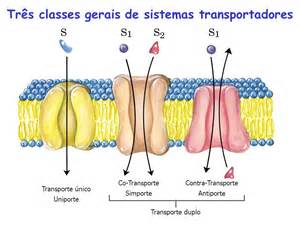 Três classes gerais de sistemas transportadores
S
S1
S2
S1
Transporte único
Uniporte
Co-Transporte
Simporte
Contra-Transporte
Antiporte
Transporte duplo